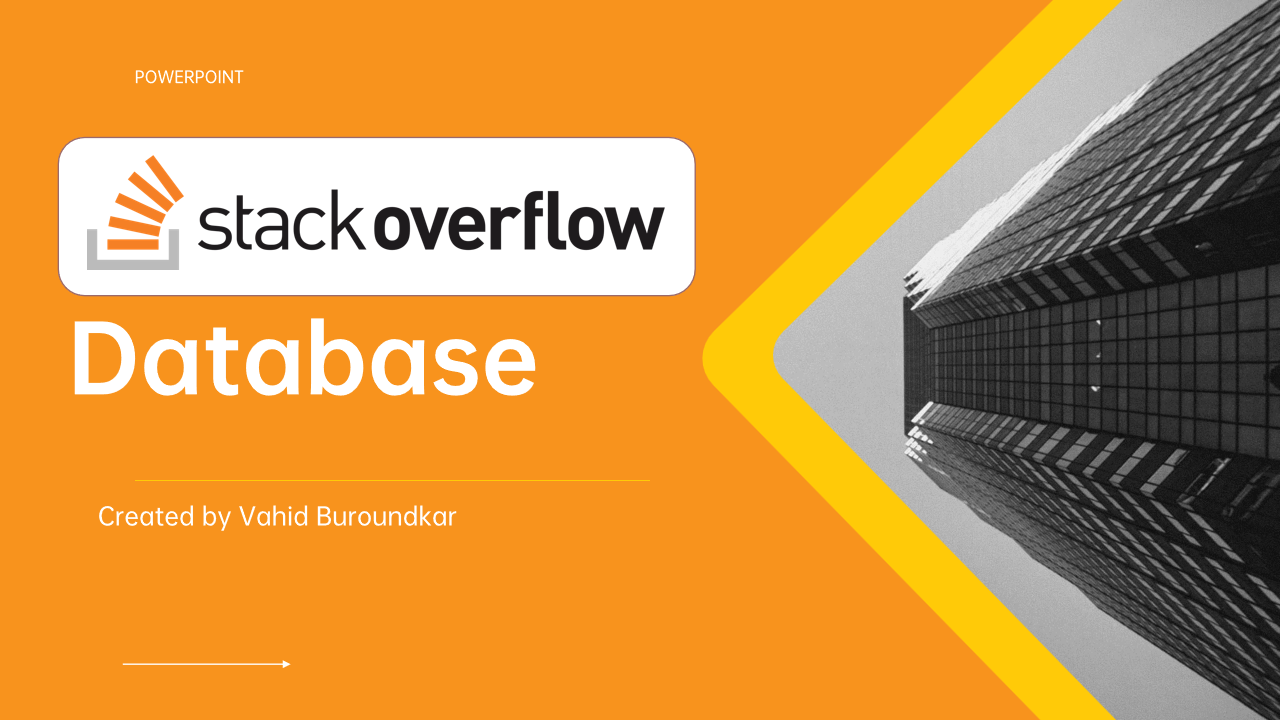 POWERPOINT
stackoverflow
Database
Created by Vahid Buroundkar